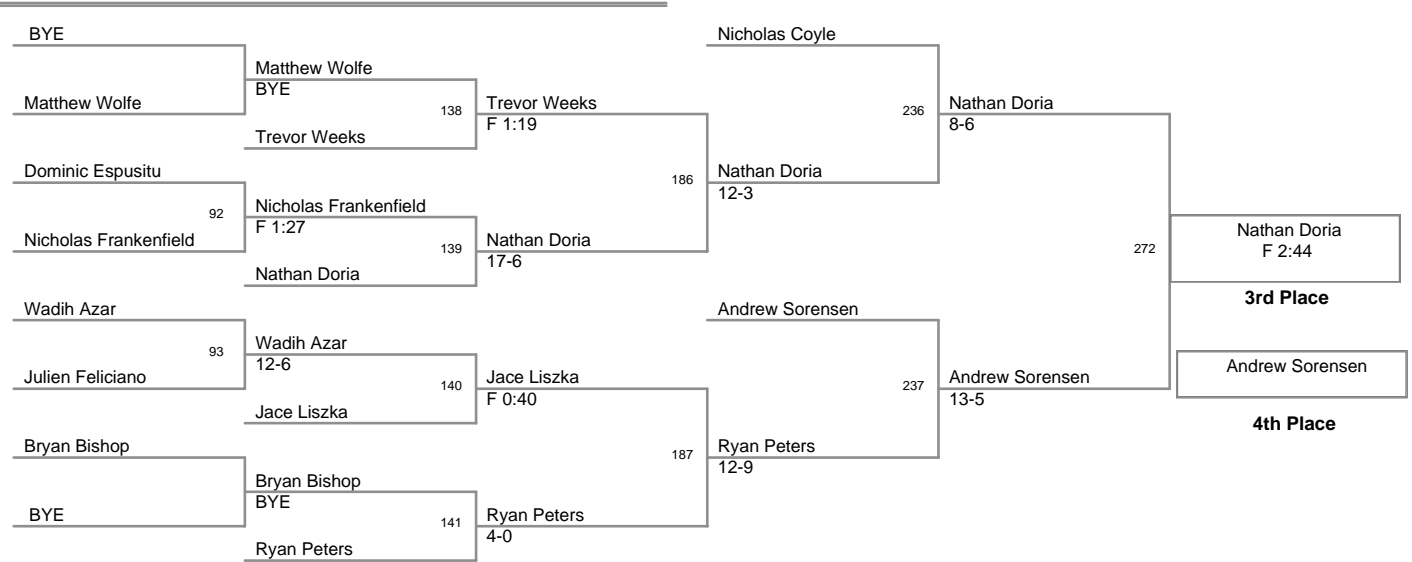 BYE
Matthew Wolfe
Dominic Espusitu
92
Nicholas Frankenfield
Wadih Azar
93
Julien Feliciano
Bryan Bishop
BYE
Matthew Wolfe
BYE
138
Trevor Weeks
Nicholas Frankenfield
F 1:27
139
Nathan Doria
Wadih Azar
12-6
140
Jace Liszka
Bryan Bishop
BYE
141
Ryan Peters
Trevor Weeks
F 1:19
186
Nathan Doria
17-6
Jace Liszka
F 0:40
187
Ryan Peters
4-0
Nicholas Coyle
236
Nathan Doria
12-3
Andrew Sorensen
237
Ryan Peters
12-9
Nathan Doria
8-6
272
Andrew Sorensen
13-5
Nathan Doria
F 2:44
3rd Place
Andrew Sorensen
4th Place